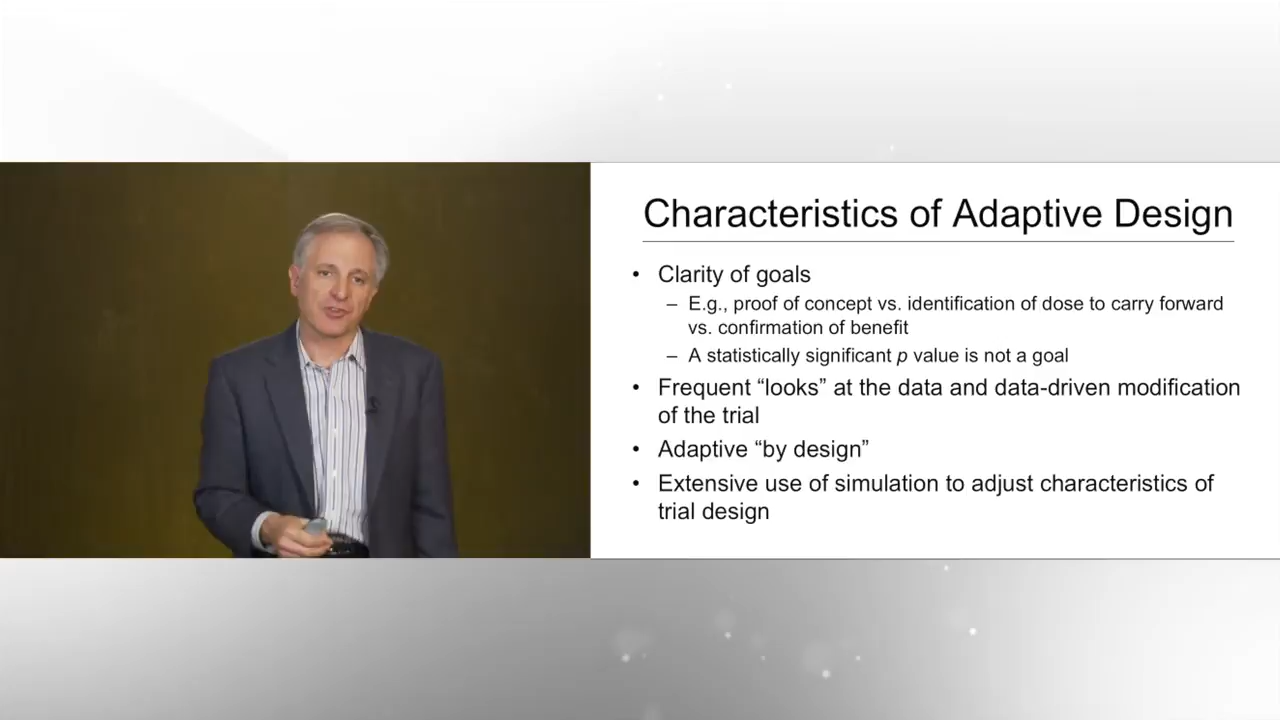 Characteristics of Adaptive Design
• Clarity of goals
– E.g., proof of concept vs. identification of dose to carry forward
vs. confirmation of benefit
– A statistically significant p value is not a goal
• Frequent “looks” at the data and data-driven modification
of the trial
• Adaptive “by design”
• Extensive use of simulation to adjust characteristics of
trial design